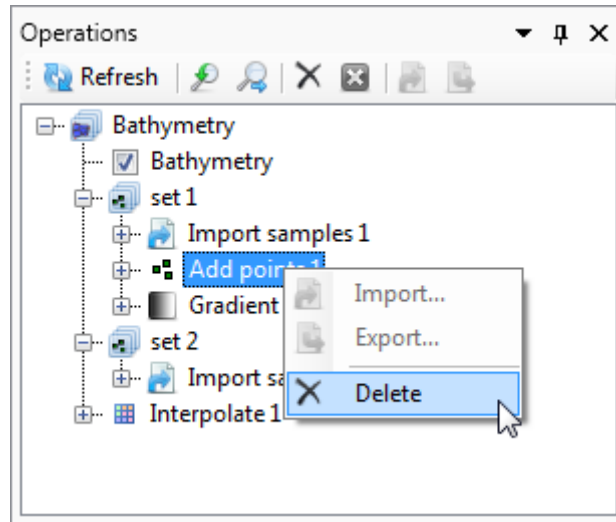 Operations
Refresh
Bathymetry
Bathymetry
set 1
Import samples 1
Add points 1
Gradient
set 2
Import sa
Interpolate 1
Import...
Export...
Delete